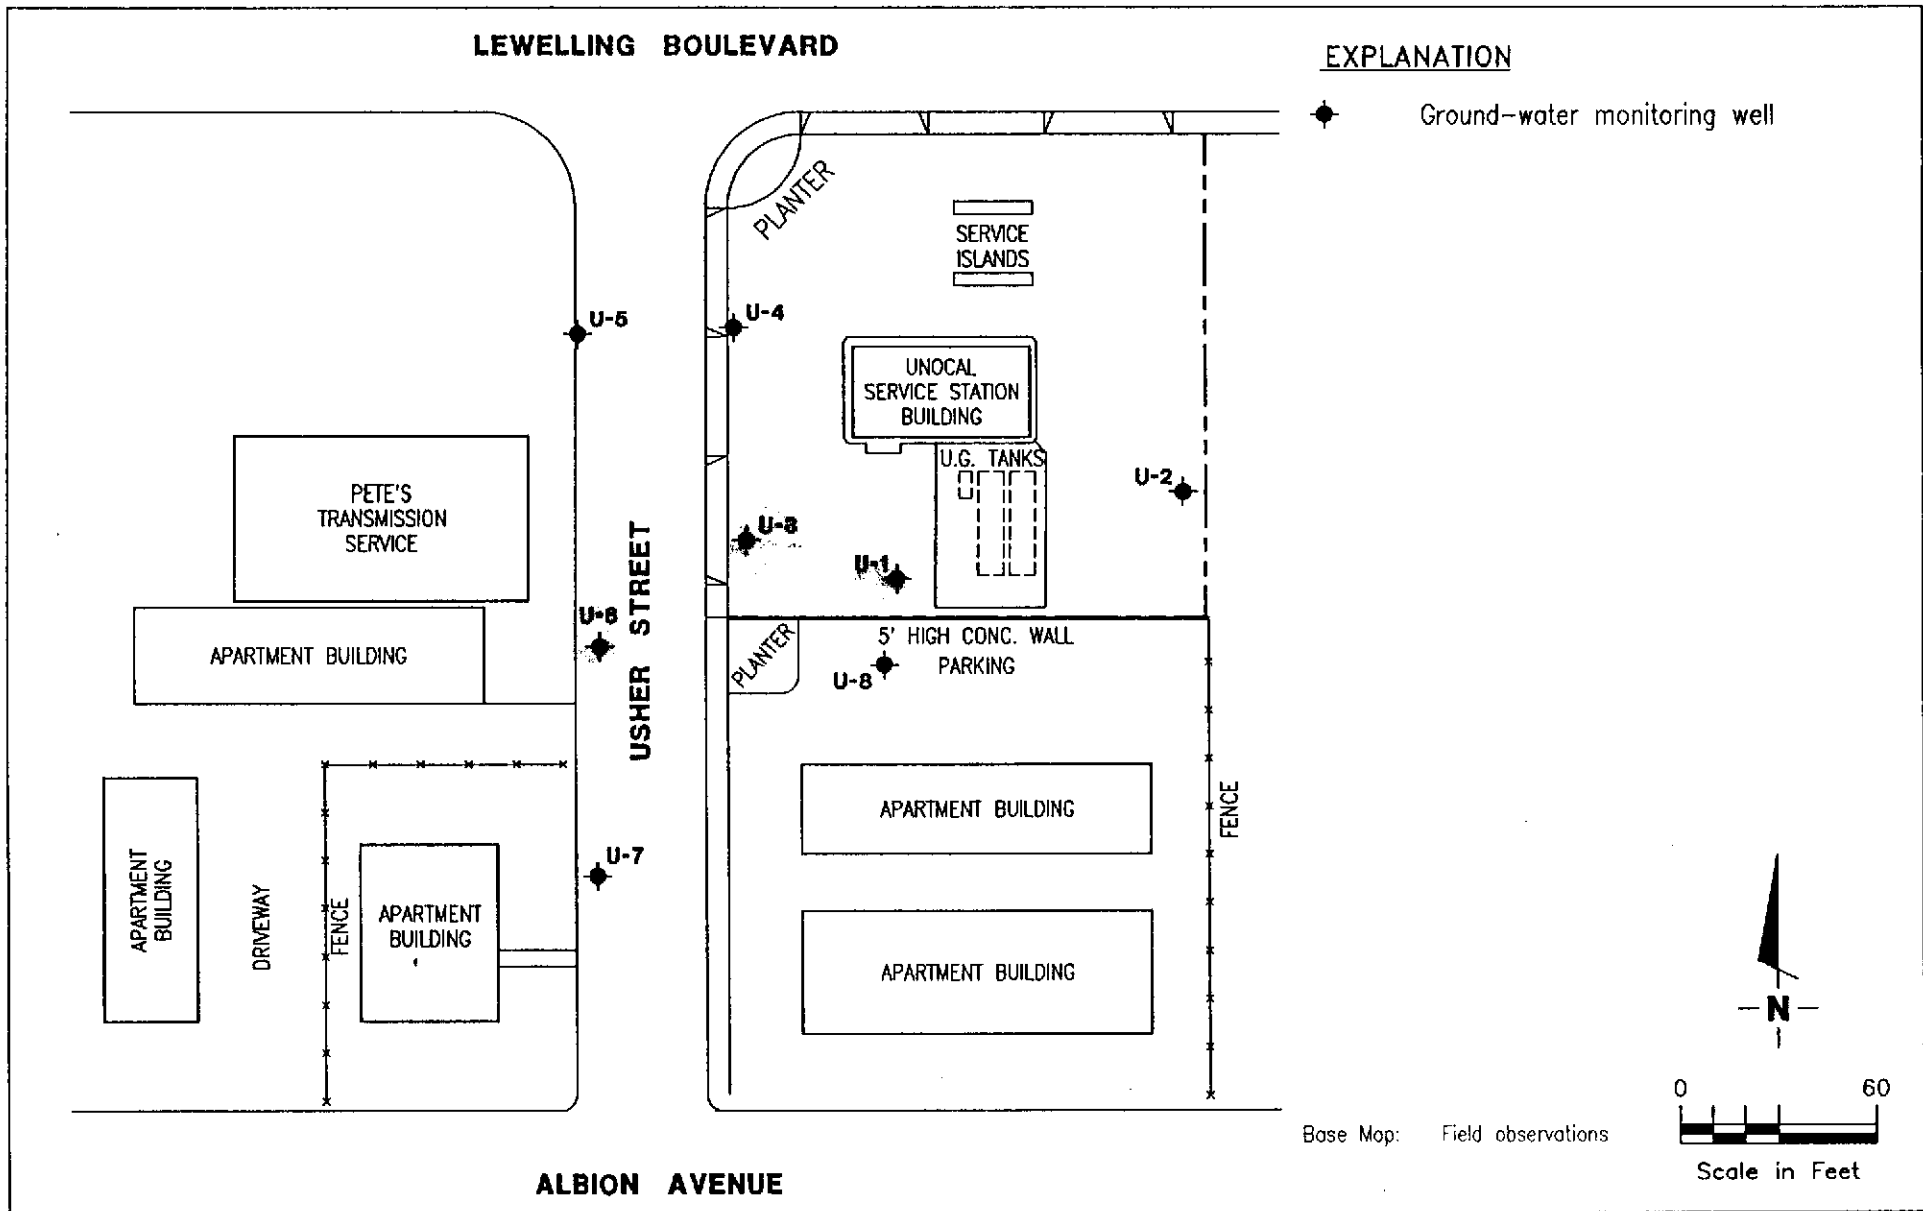 LEWELLING BOULEVARD
EXPLANATION
Ground-water monitoring well
PLANTER
SERVICE
ISLANDS
U-5
U-4
UNOCAL
SERVICE STATION
BUILDING
U.G. TANKS
U-2
PETE'S
TRANSMISSION
SERVICE
U-3
U-1
USHER STREET
U-6
APARTMENT BUILDING
PLANTER
5' HIGH CONC. WALL
PARKING
U-8
APARTMENT BUILDING
FENCE
U-7
APARTMENT
BUILDING
DRIVEWAY
FENCE
APARTMENT
BUILDING
APARTMENT BUILDING
N
0 60
Base Map: Field observations
Scale in Feet
ALBION AVENUE